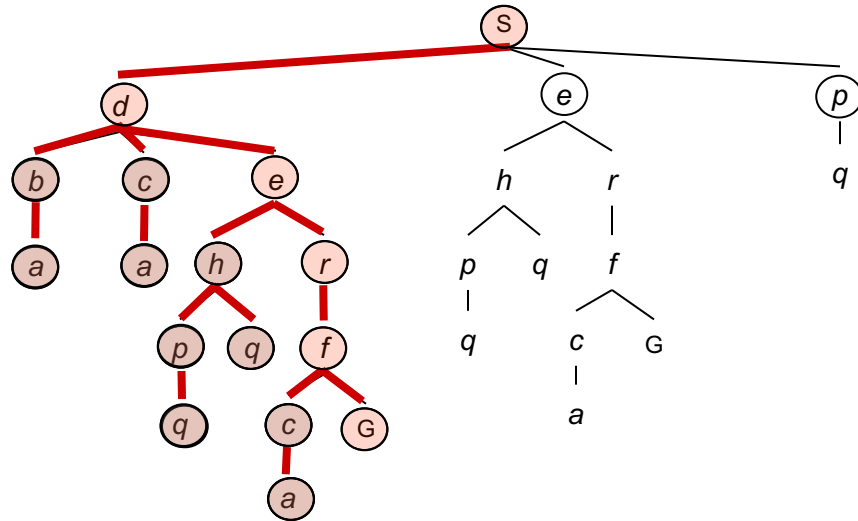 S
d e p
b c e h r q
a a h r p q f
p q f q c G
q c G a
a